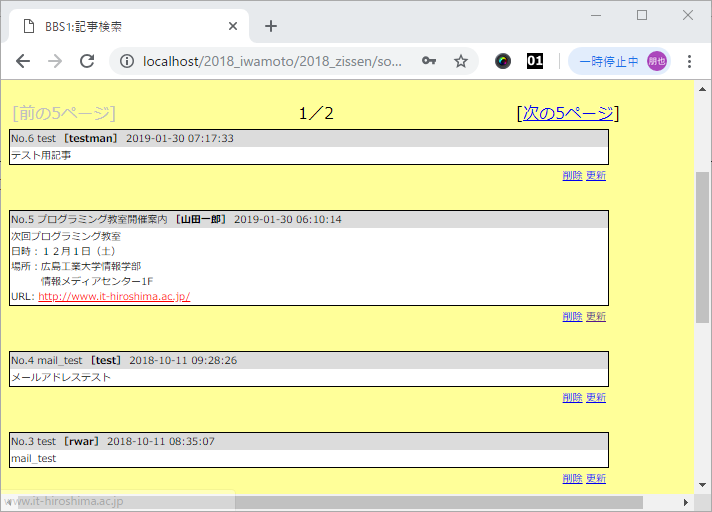 BBS1:記事検索
localhost/2018_iwamoto/2018_zissen/so...
01
一時停止中
朋也
[前の5ページ]
1／2
[次の5ページ]
No.6 test [testman] 2019-01-30 07:17:33
テスト用記事
削除 更新
No.5 プログラミング教室開催案内 [山田一郎] 2019-01-30 06:10:14
次回プログラミング教室
日時：１２月１日（土）
場所：広島工業大学情報学部
情報メディアセンター1F
URL: http://www.it-hiroshima.ac.jp/
削除 更新
No.4 mail_test [test] 2018-10-11 09:28:26
メールアドレステスト
削除 更新
No.3 test [rwar] 2018-10-11 08:35:07
mail_test
削除 更新
www.it-hiroshima.ac.jp